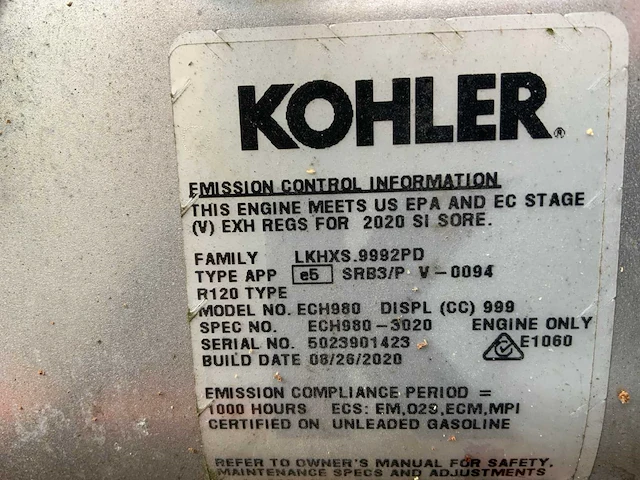 KOHLER®
EMISSION CONTROL INFORMATION
THIS ENGINE MEETS US EPA AND EC STAGE
(V) EXH REGS FOR 2020 SI SORE.
FAMILY LKHXS.9992PD
TYPE APP e5 SRB3/P V-0094
R120 TYPE
MODEL NO. ECH980 DISPL (CC) 999
SPEC NO. ECH980-3020 ENGINE ONLY
SERIAL NO. 5023901423 E1060
BUILD DATE 08/26/2020
EMISSION COMPLIANCE PERIOD =
1000 HOURS ECS: EM,O2S,ECM,MPI
CERTIFIED ON UNLEADED GASOLINE
REFER TO OWNER'S MANUAL FOR SAFETY,
MAINTENANCE SPECS AND ADJUSTMENTS